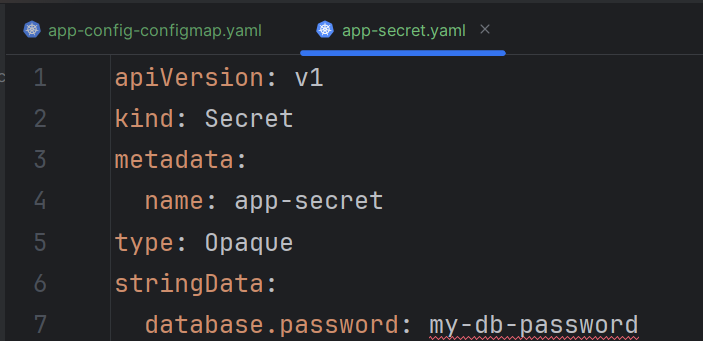 app-config-configmap.yaml app-secret.yaml ×
1 apiVersion: v1
2 kind: Secret
3 metadata:
4   name: app-secret
5 type: Opaque
6 stringData:
7   database.password: my-db-password